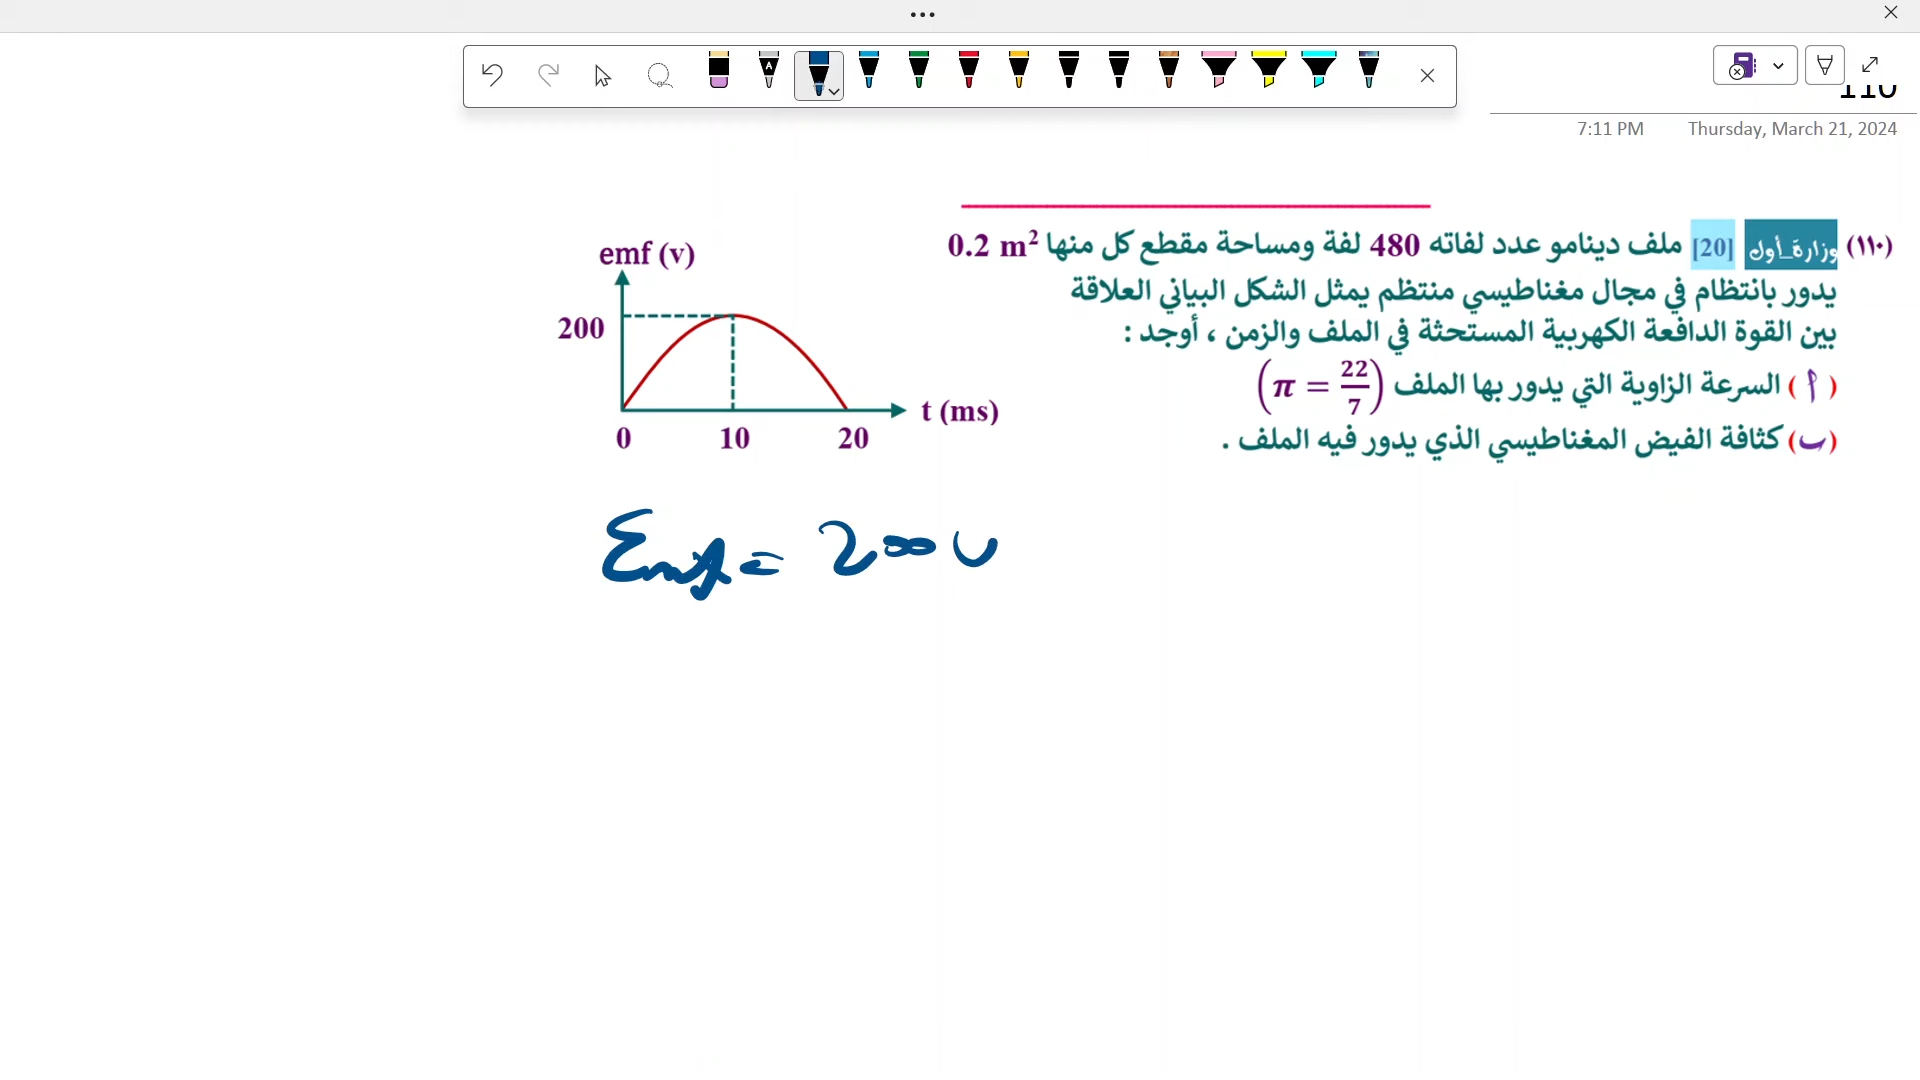 110
Thursday, March 21, 2024 7:11 PM
(١١٠) وزارة_أول [20] ملف دينامو عدد لفاته 480 لفة ومساحة مقطع كل منها 0.2 m²
يدور بانتظام في مجال مغناطيسي منتظم يمثل الشكل البياني العلاقة
بين القوة الدافعة الكهربية المستحثة في الملف والزمن ، أوجد :
(أ) السرعة الزاوية التي يدور بها الملف (π = 22/7)
(ب) كثافة الفيض المغناطيسي الذي يدور فيه الملف .
emf (v)
200
t (ms)
0 10 20
Emf = 200 V